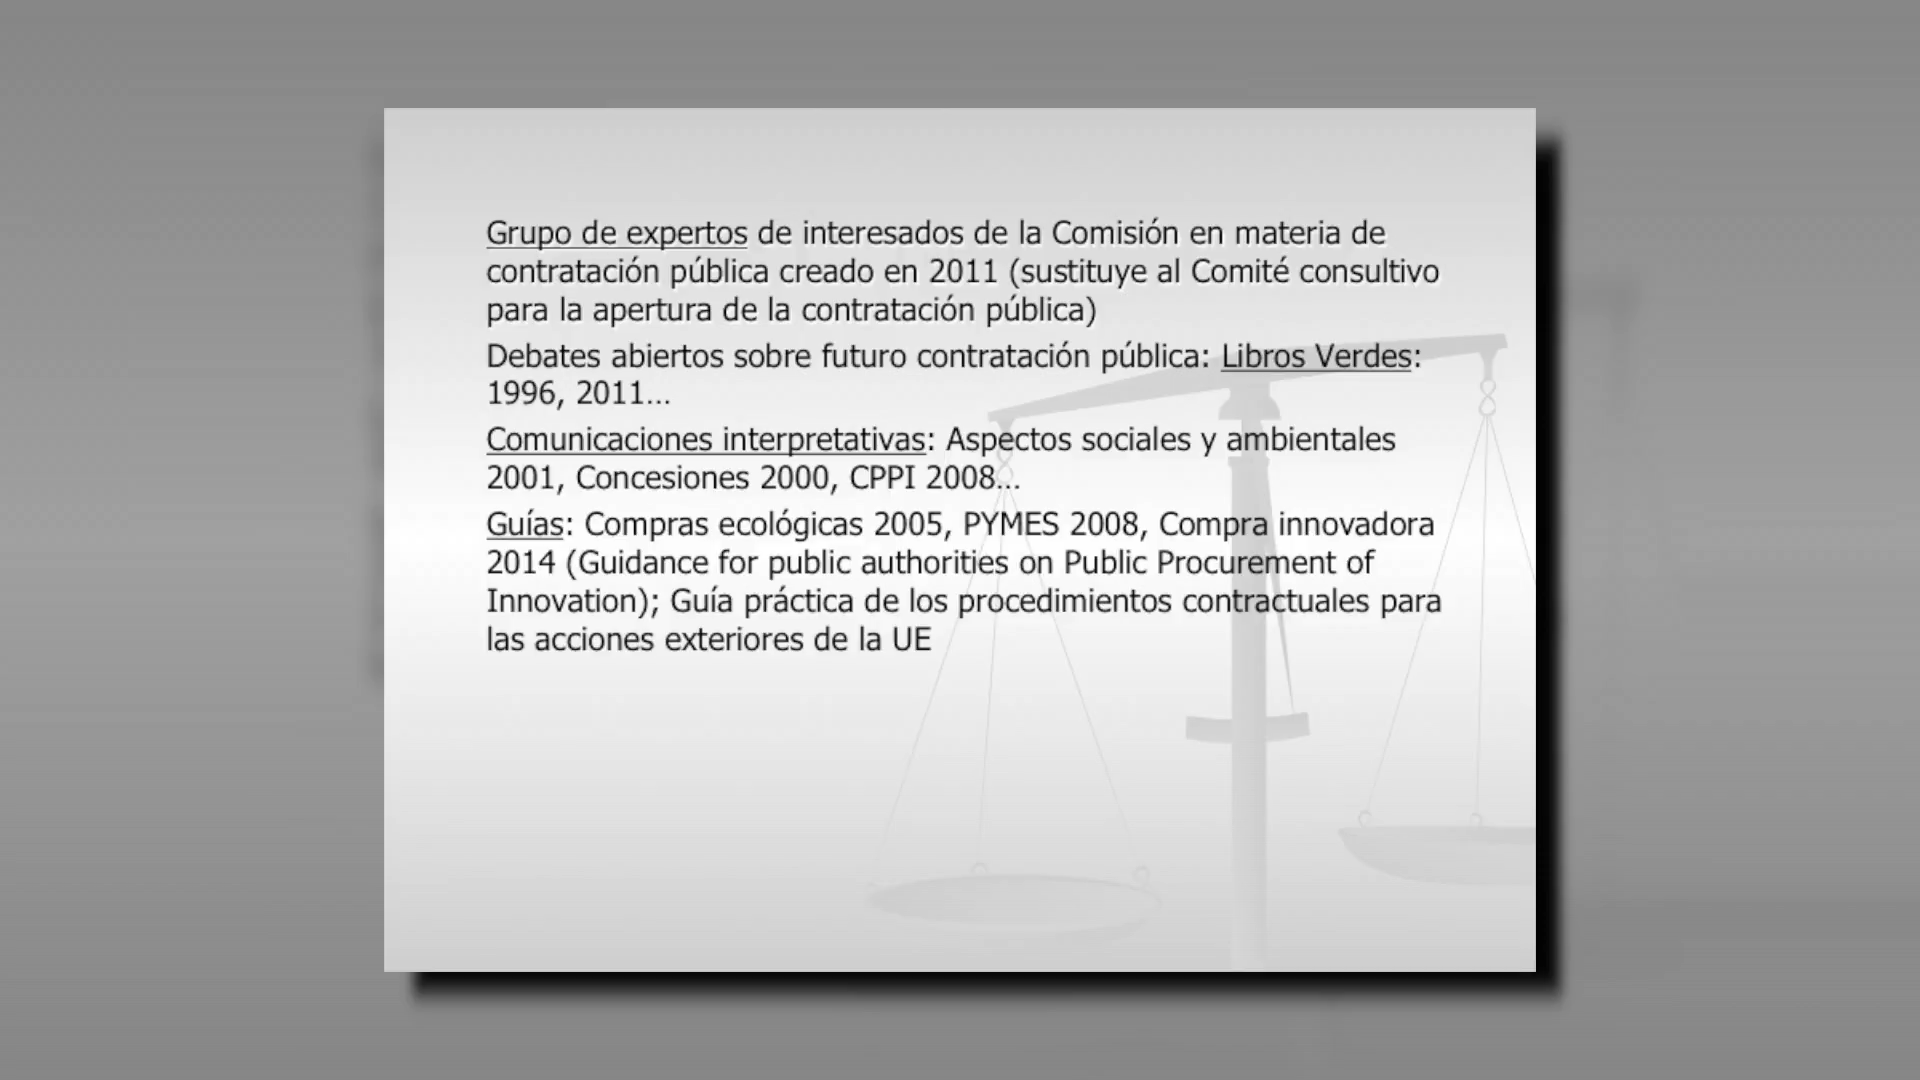 Grupo de expertos de interesados de la Comisión en materia de
contratación pública creado en 2011 (sustituye al Comité consultivo
para la apertura de la contratación pública)
Debates abiertos sobre futuro contratación pública: Libros Verdes:
1996, 2011...
Comunicaciones interpretativas: Aspectos sociales y ambientales
2001, Concesiones 2000, CPPI 2008...
Guías: Compras ecológicas 2005, PYMES 2008, Compra innovadora
2014 (Guidance for public authorities on Public Procurement of
Innovation); Guía práctica de los procedimientos contractuales para
las acciones exteriores de la UE